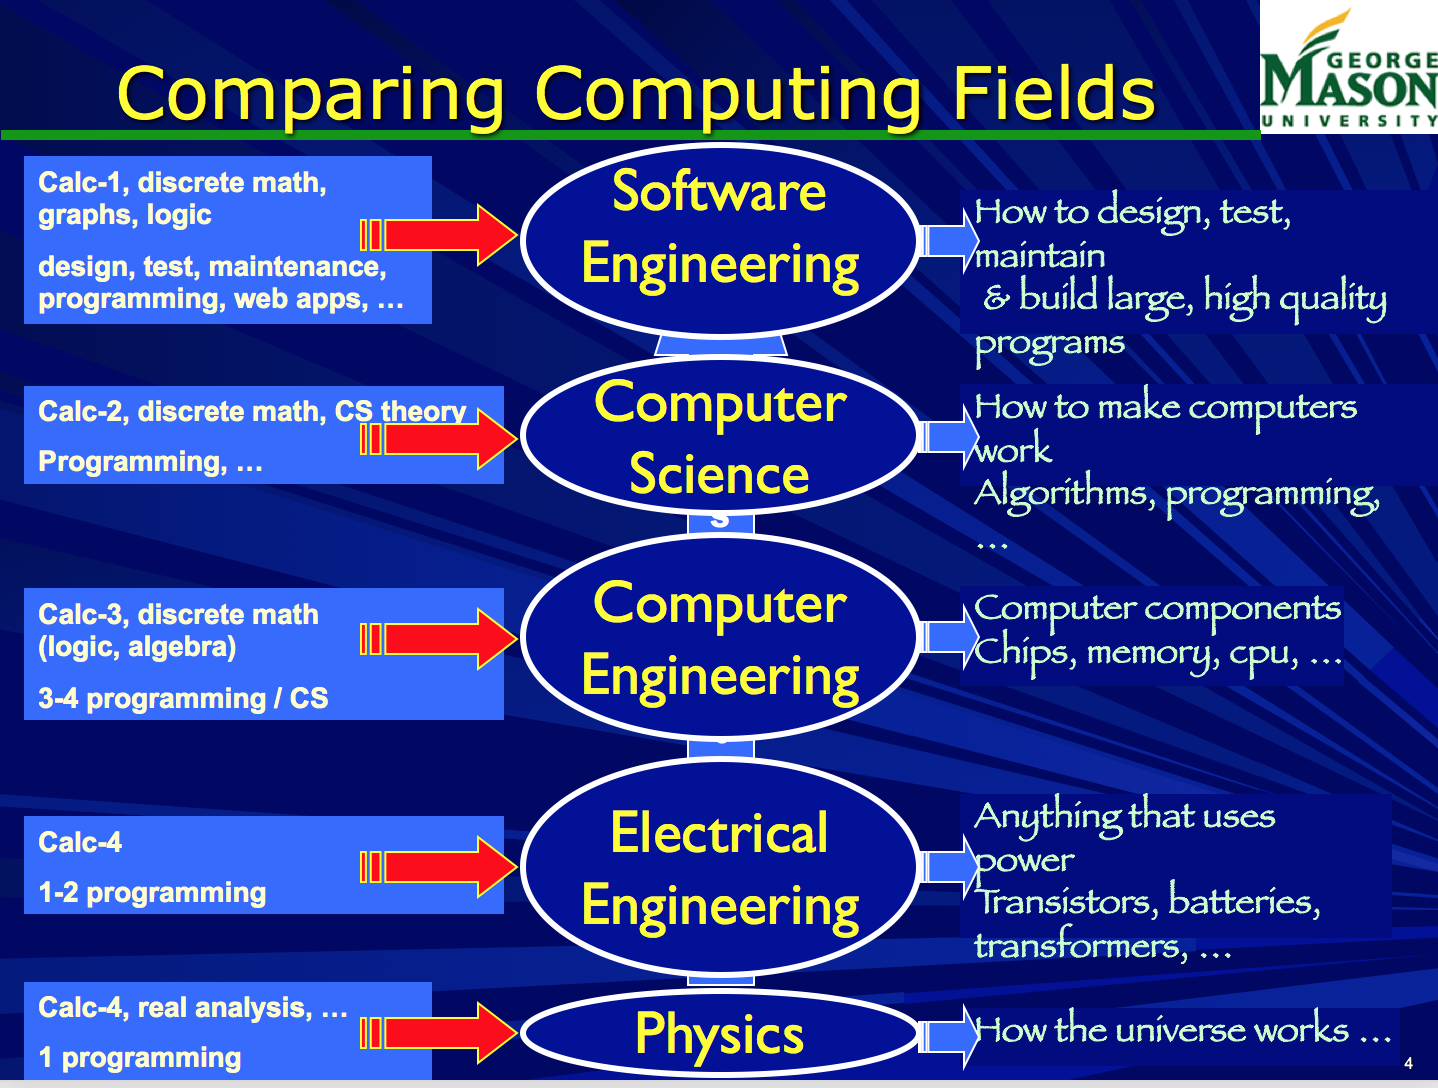 Comparing Computing Fields
GEORGE
MASON
UNIVERSITY
Calc-1, discrete math,
graphs, logic
design, test, maintenance,
programming, web apps, …
Software
Engineering
How to design, test,
maintain
& build large, high quality
programs
Calc-2, discrete math, CS theory
Programming, …
Computer
Science
How to make computers
work
Algorithms, programming,
…
s
Calc-3, discrete math
(logic, algebra)
3-4 programming / CS
Computer
Engineering
Computer components
Chips, memory, cpu, …
Calc-4
1-2 programming
Electrical
Engineering
Anything that uses
power
Transistors, batteries,
transformers, …
Calc-4, real analysis, …
1 programming
Physics
How the universe works …
4